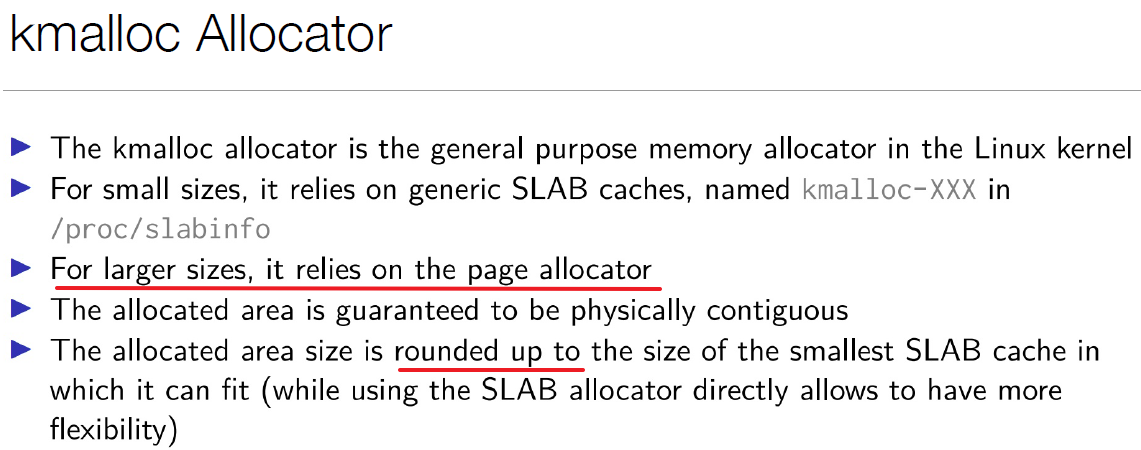 kmalloc Allocator
The kmalloc allocator is the general purpose memory allocator in the Linux kernel
For small sizes, it relies on generic SLAB caches, named kmalloc-XXX in
/proc/slabinfo
For larger sizes, it relies on the page allocator
The allocated area is guaranteed to be physically contiguous
The allocated area size is rounded up to the size of the smallest SLAB cache in
which it can fit (while using the SLAB allocator directly allows to have more
flexibility)